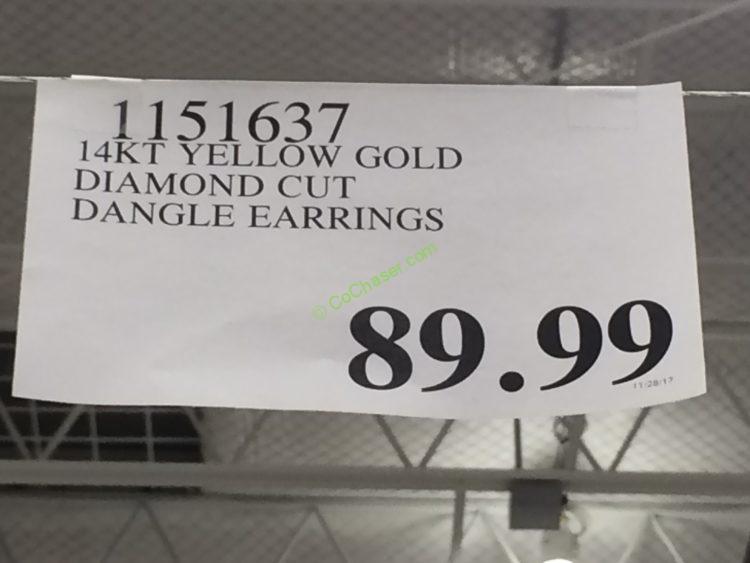 1151637
14KT YELLOW GOLD
DIAMOND CUT
DANGLE EARRINGS
© CoChaser.com
89.99
11/28/17